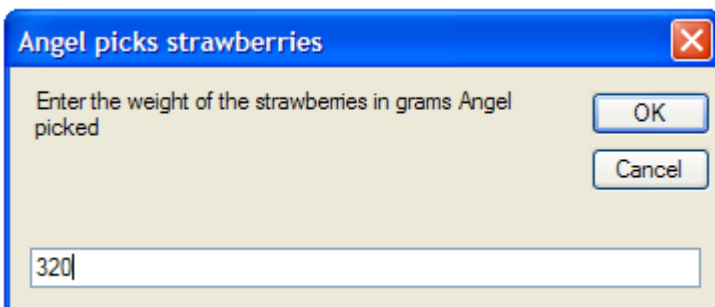 Angel picks strawberries
Enter the weight of the strawberries in grams Angel
picked
OK
Cancel
320